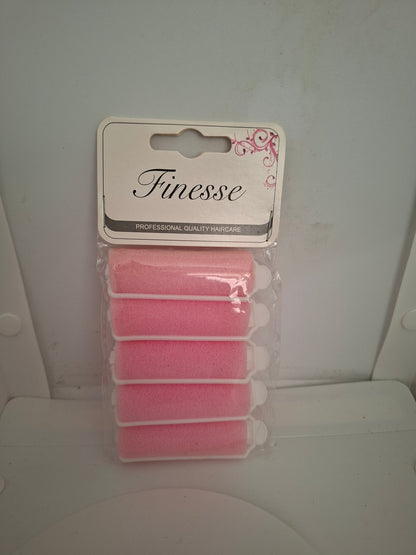 Finesse
PROFESSIONAL QUALITY HAIRCARE